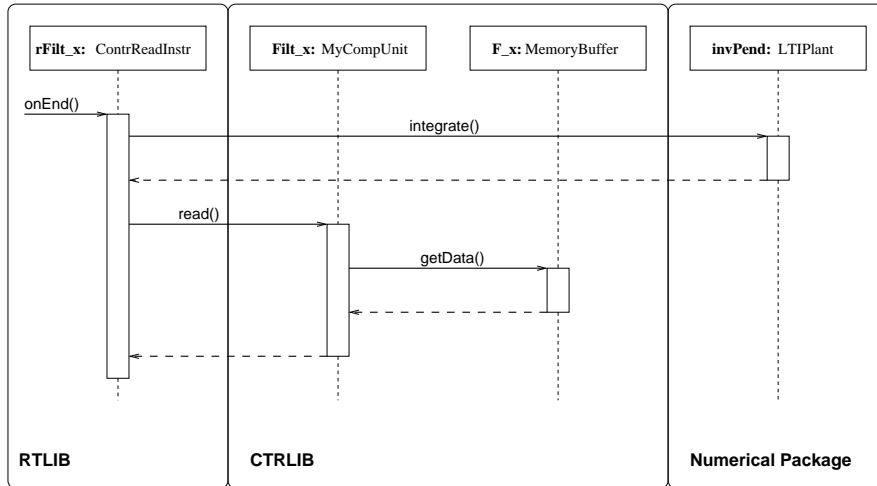 rFilt_x: ContrReadInstr
Filt_x: MyCompUnit
F_x: MemoryBuffer
invPend: LTIPlant
onEnd()
integrate()
read()
getData()
RTLIB
CTRLIB
Numerical Package